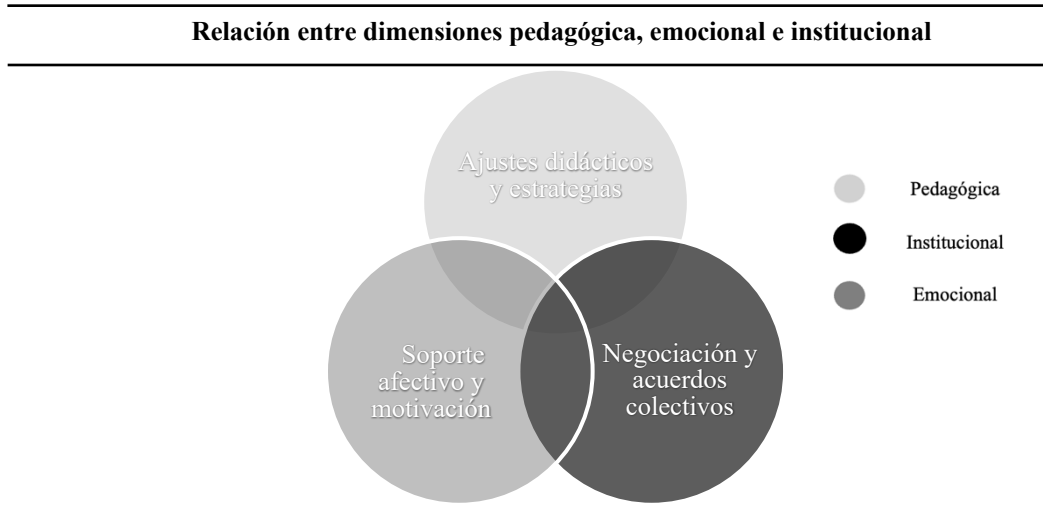 Relación entre dimensiones pedagógica, emocional e institucional
Ajustes didácticos
y estrategias
Pedagógica
Institucional
Emocional
Soporte
afectivo y
motivación
Negociación y
acuerdos
colectivos